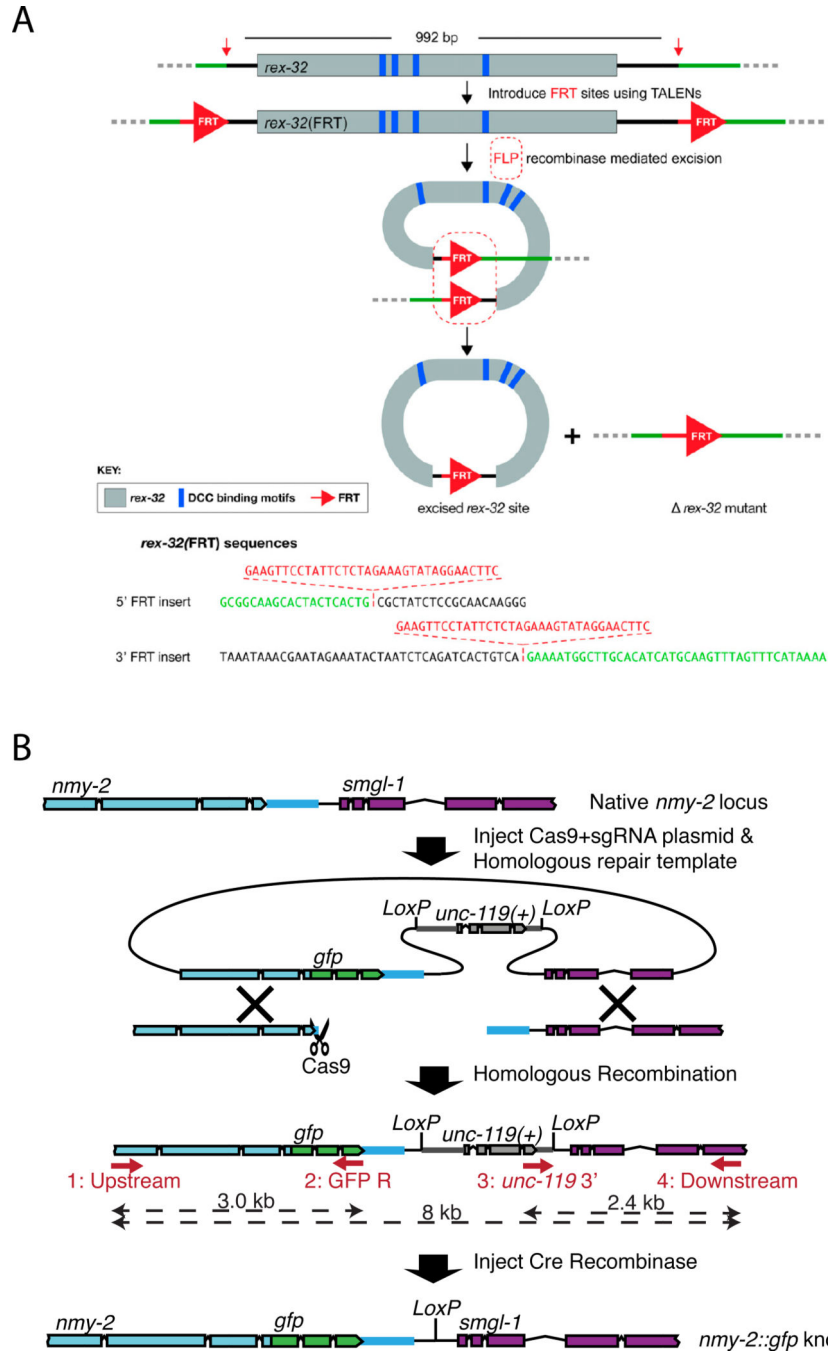 A
992 bp
rex-32
Introduce FRT sites using TALENs
FRT
rex-32(FRT)
FRT
FLP recombinase mediated excision
FRT
FRT
FRT
+
FRT
KEY:
rex-32
DCC binding motifs
FRT
excised rex-32 site
Δ rex-32 mutant
rex-32(FRT) sequences
GAAGTTCCTATTCTCTAGAAAGTATAGGAACTTC
5' FRT insert
GCGGCAAGCACTACTCACTG CGCTATCTCCGCAACAAGGG
GAAGTTCCTATTCTCTAGAAAGTATAGGAACTTC
3' FRT insert
TAAATAAACGAATAGAAATACTAATCTCAGATCACTGTCA GAAAATGGCTTGCACATCATGCAAGTTTAGTTTCATAAAA
B
nmy-2
smgl-1
Native nmy-2 locus
Inject Cas9+sgRNA plasmid &
Homologous repair template
LoxP
unc-119(+)
LoxP
gfp
Cas9
Homologous Recombination
gfp
LoxP
unc-119(+)
LoxP
1: Upstream
2: GFP R
3: unc-119 3'
4: Downstream
3.0 kb
8 kb
2.4 kb
Inject Cre Recombinase
nmy-2
gfp
LoxP
smgl-1
nmy-2::gfp